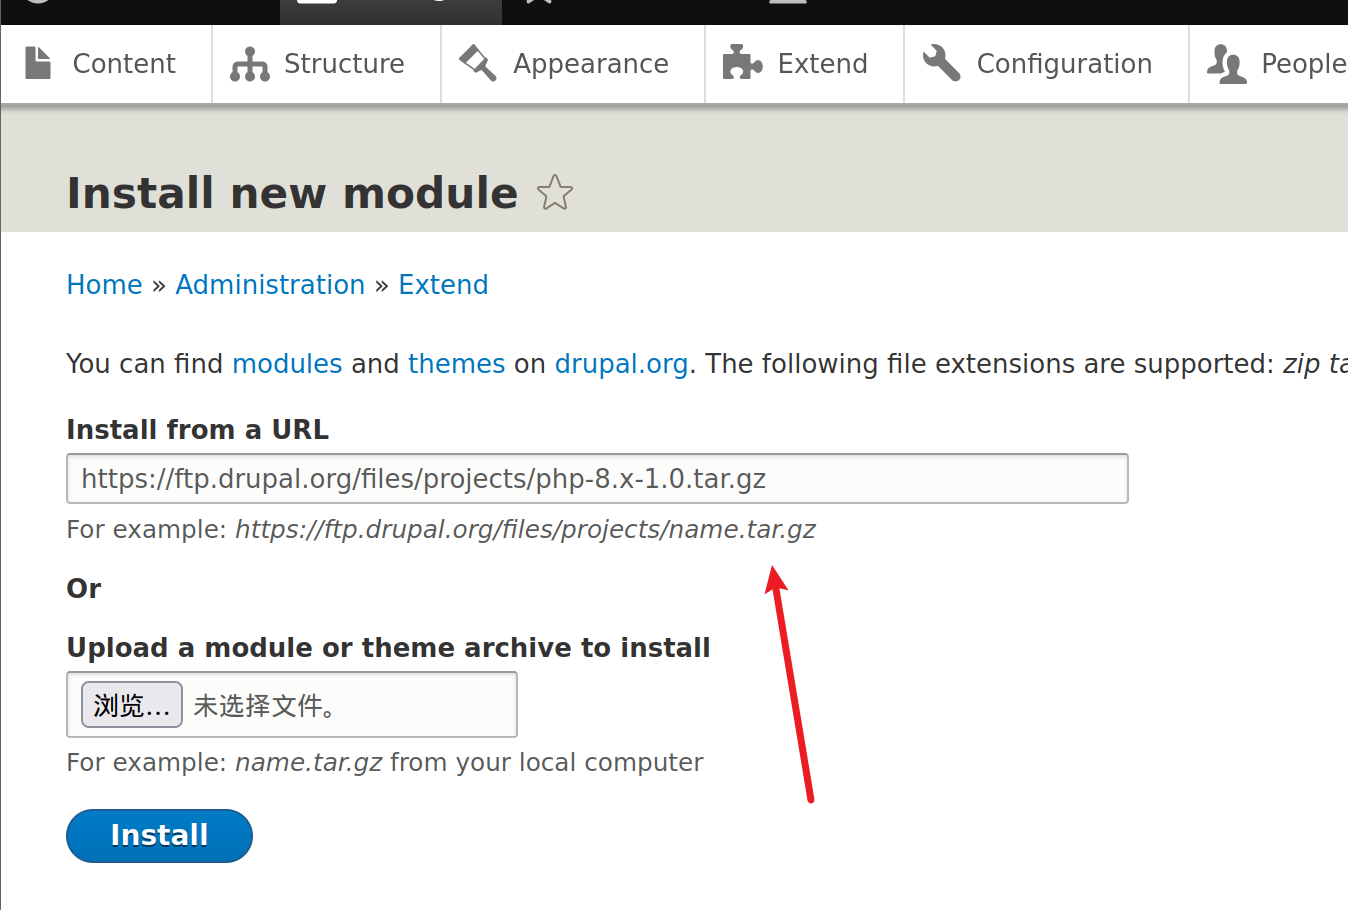 Content Structure Appearance Extend Configuration People
Install new module
Home » Administration » Extend
You can find modules and themes on drupal.org. The following file extensions are supported: zip
Install from a URL
https://ftp.drupal.org/files/projects/php-8.x-1.0.tar.gz
For example: https://ftp.drupal.org/files/projects/name.tar.gz
Or
Upload a module or theme archive to install
浏览... 未选择文件。
For example: name.tar.gz from your local computer
Install